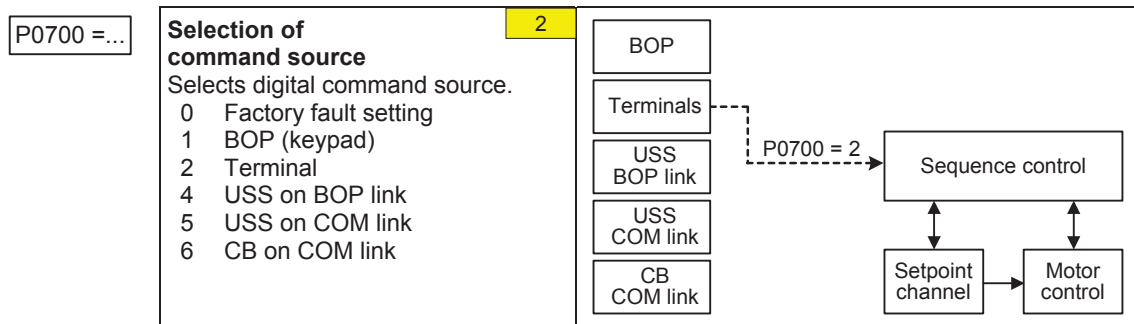 P0700 =...
Selection of
command source
2
Selects digital command source.
0 Factory fault setting
1 BOP (keypad)
2 Terminal
4 USS on BOP link
5 USS on COM link
6 CB on COM link
BOP
Terminals
USS
BOP link
USS
COM link
CB
COM link
P0700 = 2
Sequence control
Setpoint
channel
Motor
control